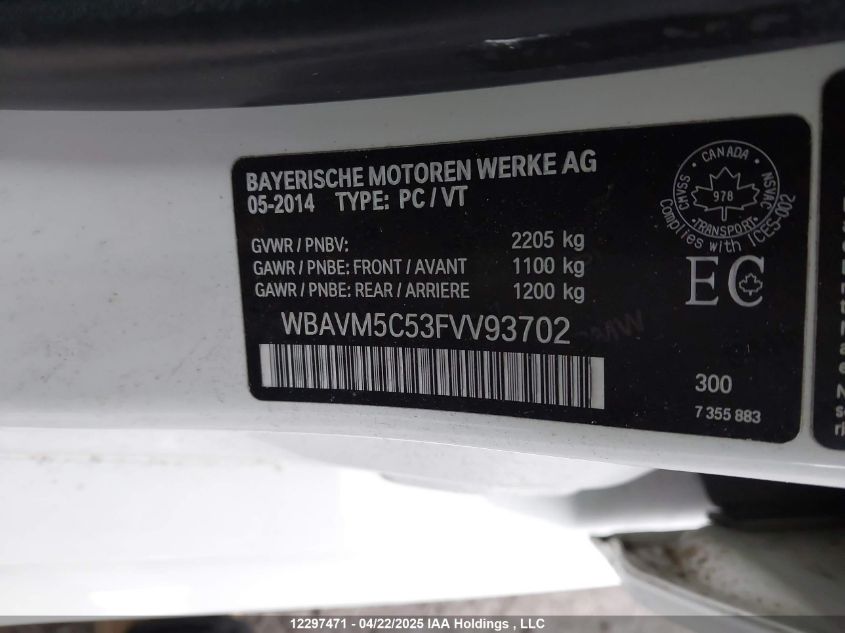 BAYERISCHE MOTOREN WERKE AG
05-2014 TYPE: PC / VT
GVWR / PNBV: 2205 kg
GAWR / PNBE: FRONT / AVANT 1100 kg
GAWR / PNBE: REAR / ARRIERE 1200 kg
WBAVM5C53FVV93702
CMVSS • CANADA • NSVAC
978
• TRANSPORT •
Complies with ICES-002
EC
300
7 355 883
12297471 - 04/22/2025 IAA Holdings , LLC